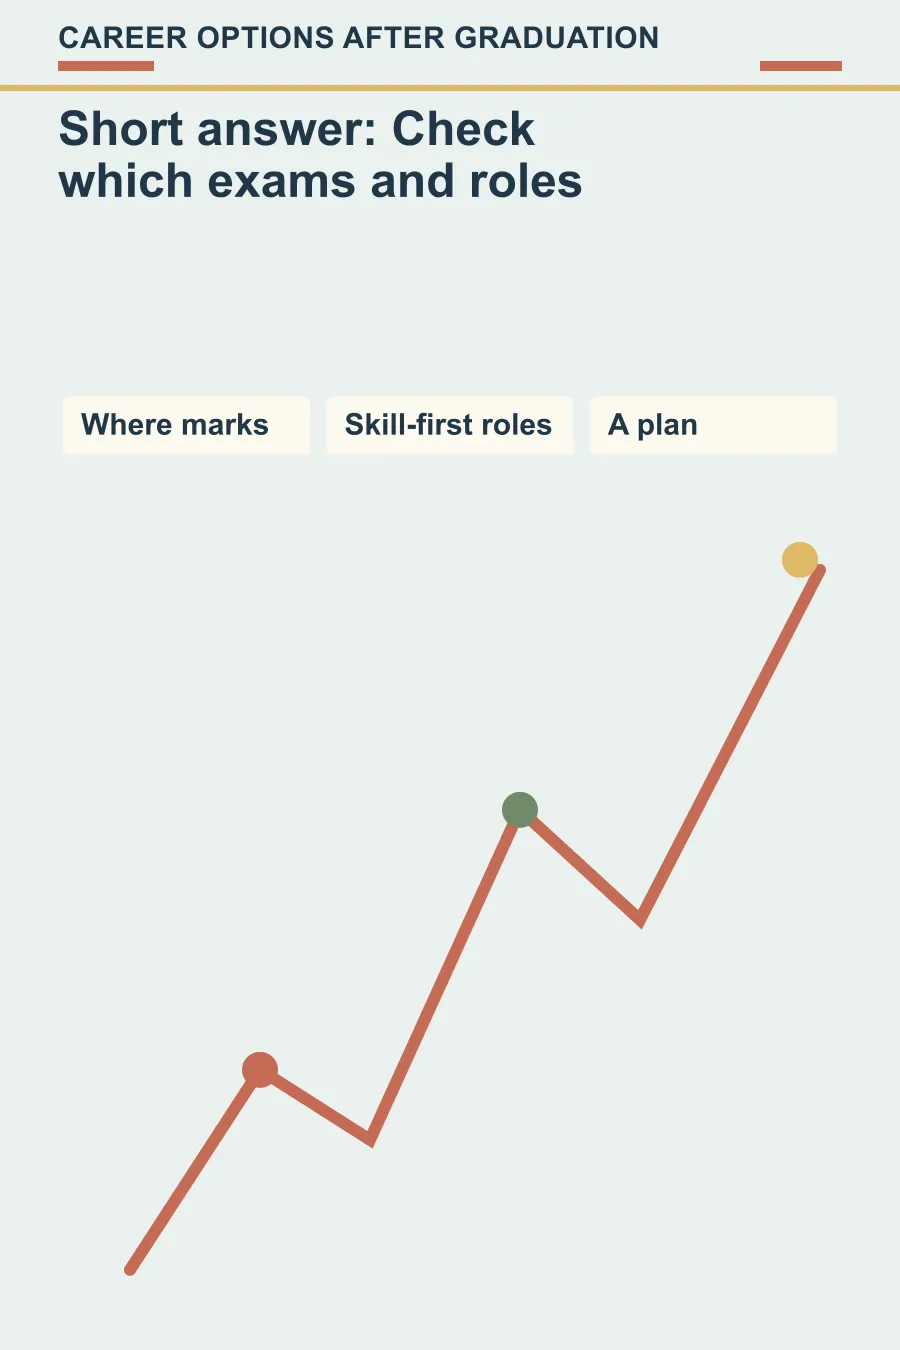 CAREER OPTIONS AFTER GRADUATION
Short answer: Check
which exams and roles
Where marks
Skill-first roles
A plan